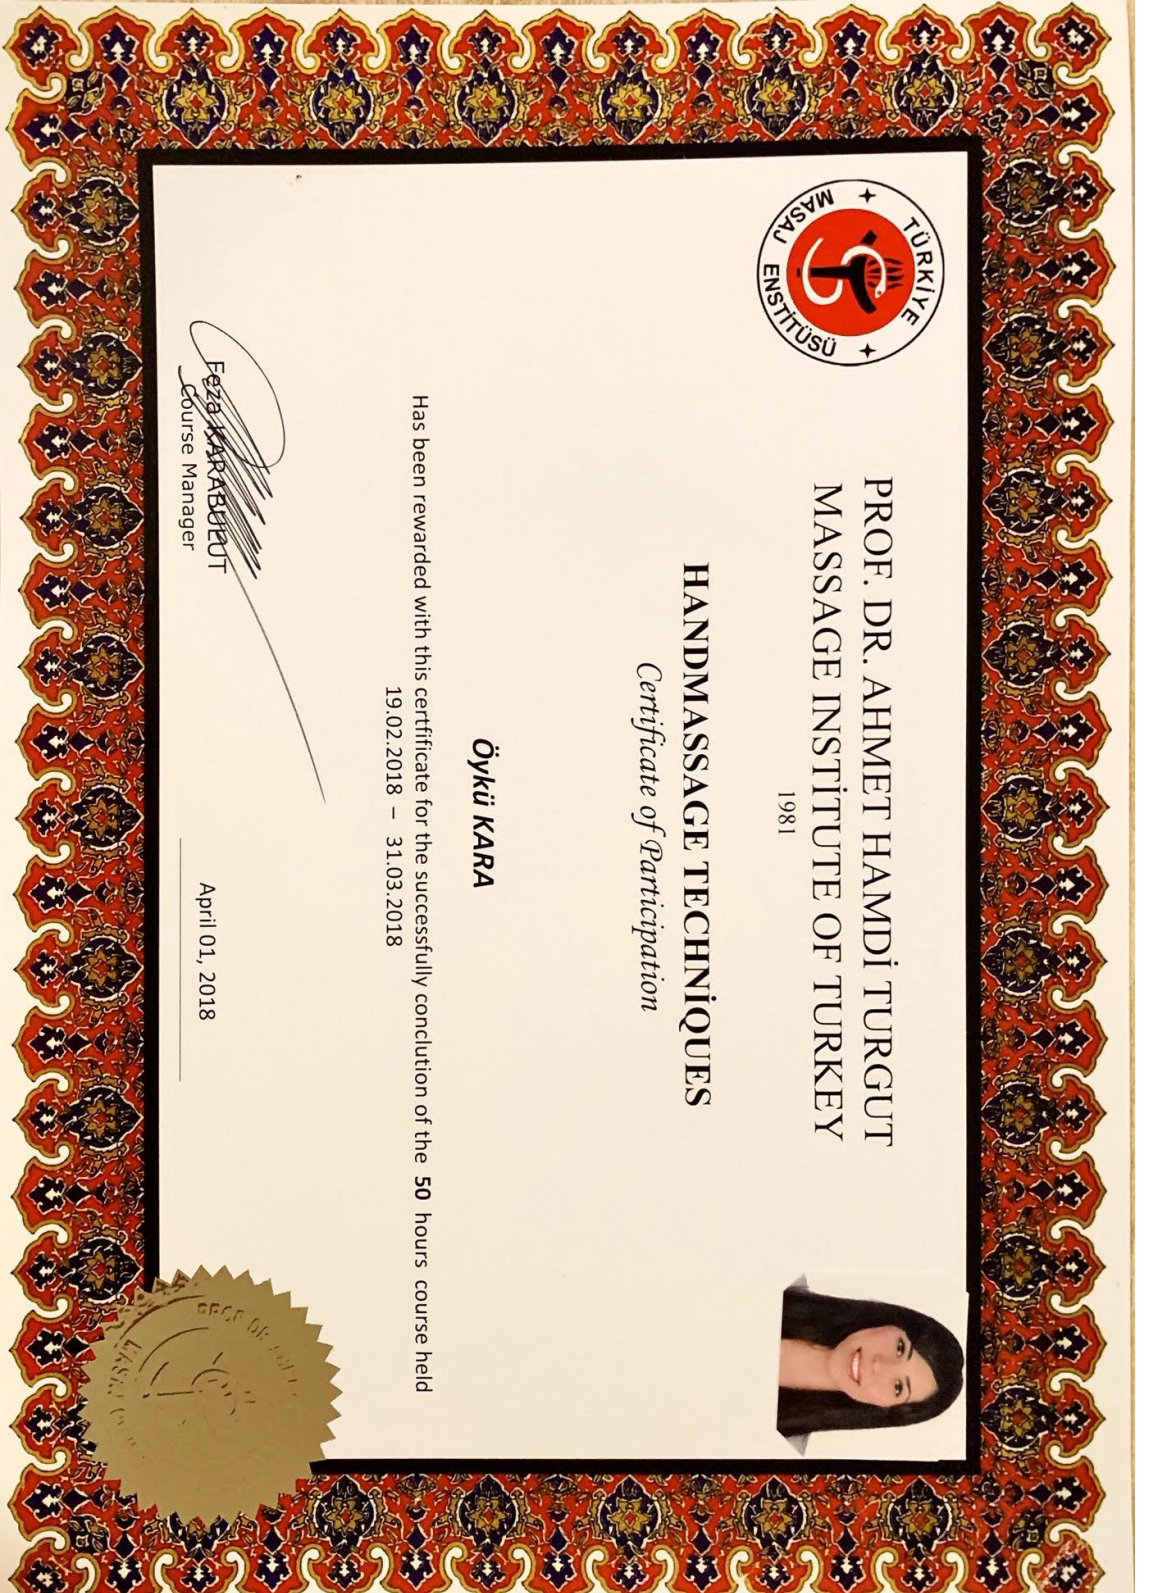 TÜRKİYE
MASAJ ENSTİTÜSÜ
PROF. DR. AHMET HAMDİ TURGUT
MASSAGE INSTİTUTE OF TURKEY
1981
HANDMASSAGE TECHNİQUES
Certificate of Participation
Öykü KARA
Has been rewarded with this certfificate for the successfully conclution of the 50 hours course held
19.02.2018 – 31.03.2018
Feza KARABULUT
Course Manager
April 01, 2018